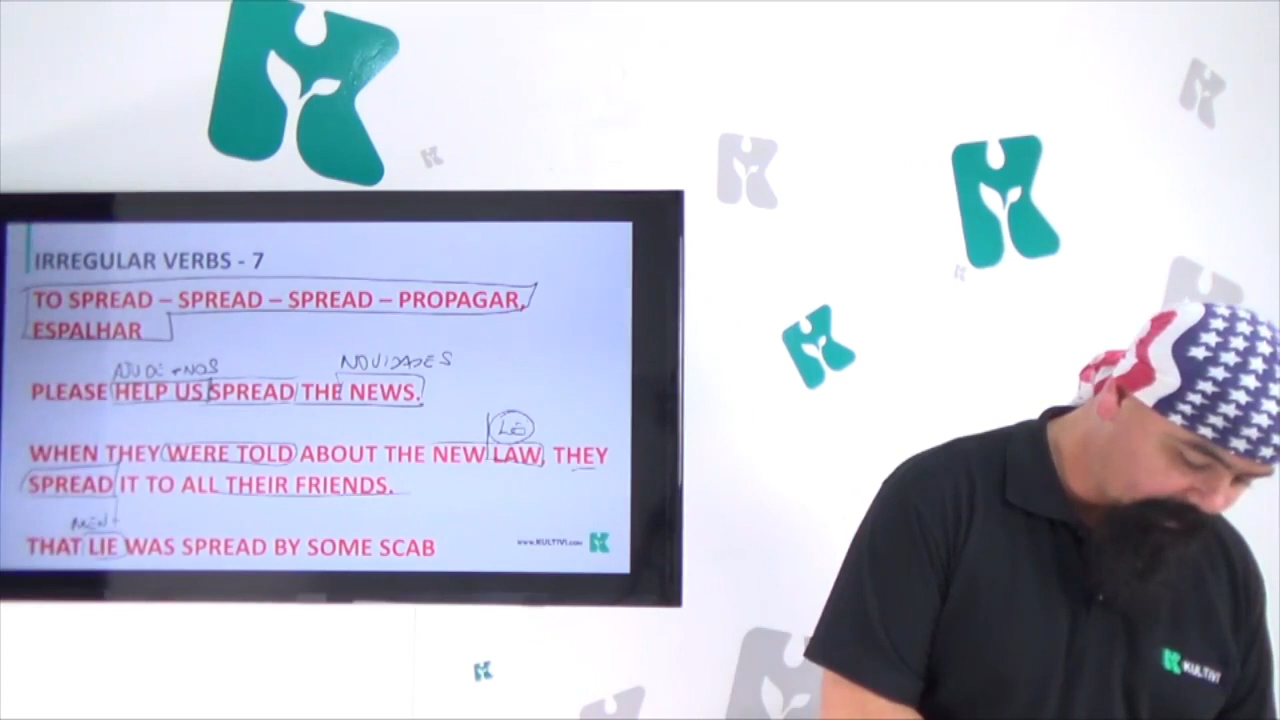 IRREGULAR VERBS - 7
TO SPREAD – SPREAD – SPREAD – PROPAGAR,
ESPALHAR
NOVIDADES
PLEASE HELP US SPREAD THE NEWS.
WHEN THEY WERE TOLD ABOUT THE NEW LAW, THEY
SPREAD IT TO ALL THEIR FRIENDS.
MENT
THAT LIE WAS SPREAD BY SOME SCAB
www.KULTIVI.com
KULTIVI